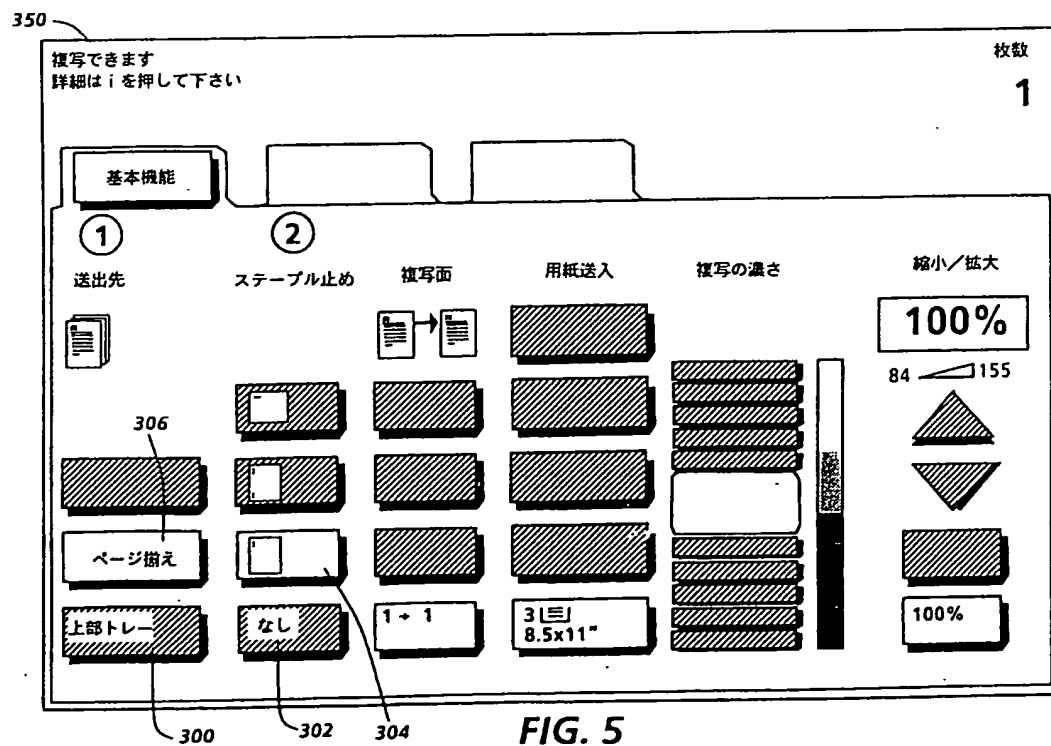 350
複写できます
詳細は i を押して下さい
枚数
1
基本機能
1
2
送出先
ステープル止め
複写面
用紙送入
複写の濃さ
縮小／拡大
100%
84 155
306
ページ揃え
上部トレー
なし
1 → 1
3
8.5x11"
100%
300
302
304
FIG. 5